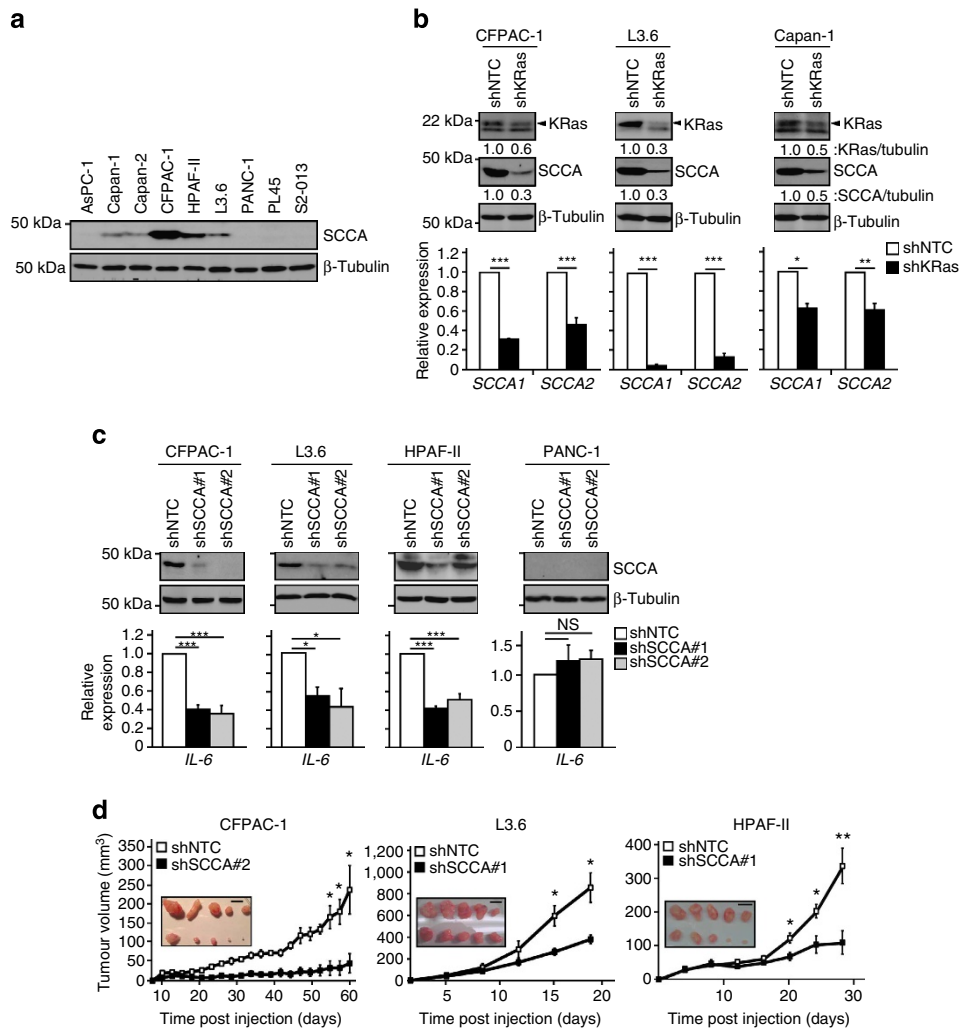 a
AsPC-1
Capan-1
Capan-2
CFPAC-1
HPAF-II
L3.6
PANC-1
PL45
S2-013
50 kDa
SCCA
50 kDa
β-Tubulin
b
CFPAC-1
L3.6
Capan-1
shNTC
shKRas
shNTC
shKRas
shNTC
shKRas
22 kDa
KRas
KRas
KRas
1.0 0.6
1.0 0.3
1.0 0.5 :KRas/tubulin
50 kDa
SCCA
SCCA
SCCA
1.0 0.3
1.0 0.3
1.0 0.5 :SCCA/tubulin
50 kDa
β-Tubulin
β-Tubulin
β-Tubulin
Relative expression
1.2
1.0
0.8
0.6
0.4
0.2
0
***
***
***
***
*
**
shNTC
shKRas
SCCA1 SCCA2
SCCA1 SCCA2
SCCA1 SCCA2
c
CFPAC-1
L3.6
HPAF-II
PANC-1
shNTC
shSCCA#1
shSCCA#2
shNTC
shSCCA#1
shSCCA#2
shNTC
shSCCA#1
shSCCA#2
shNTC
shSCCA#1
shSCCA#2
50 kDa
SCCA
50 kDa
β-Tubulin
Relative
expression
1.2
1.0
0.8
0.6
0.4
0.2
0
***
***
*
*
***
***
NS
1.5
1.0
0.5
0
shNTC
shSCCA#1
shSCCA#2
IL-6
IL-6
IL-6
IL-6
d
CFPAC-1
Tumour volume (mm3)
350
300
250
200
150
100
50
0
shNTC
shSCCA#2
* * *
10 20 30 40 50 60
Time post injection (days)
L3.6
1,200
1,000
800
600
400
200
0
shNTC
shSCCA#1
* *
5 10 15 20
Time post injection (days)
HPAF-II
400
300
200
100
0
shNTC
shSCCA#1
* * **
10 20 30
Time post injection (days)